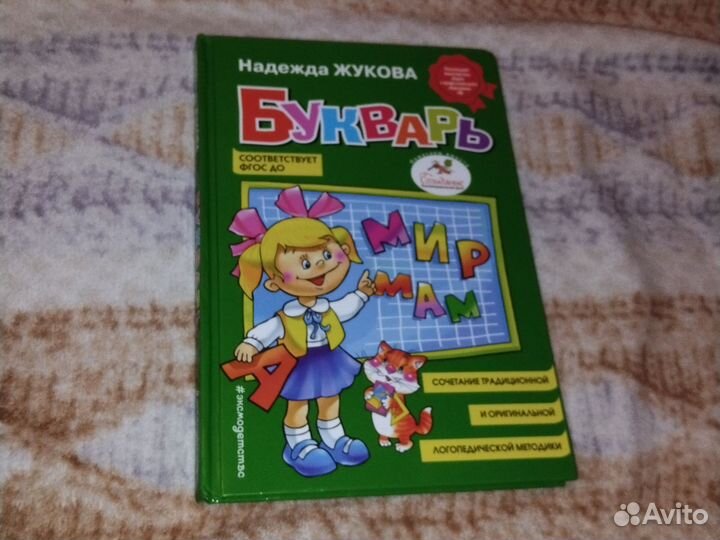 Надежда ЖУКОВА
БУКВАРЬ
СООТВЕТСТВУЕТ
ФГОС ДО
МИР
МАМ
А
СОЧЕТАНИЕ ТРАДИЦИОННОЙ
И ОРИГИНАЛЬНОЙ
ЛОГОПЕДИЧЕСКОЙ МЕТОДИКИ
#эксмодетство
Avito